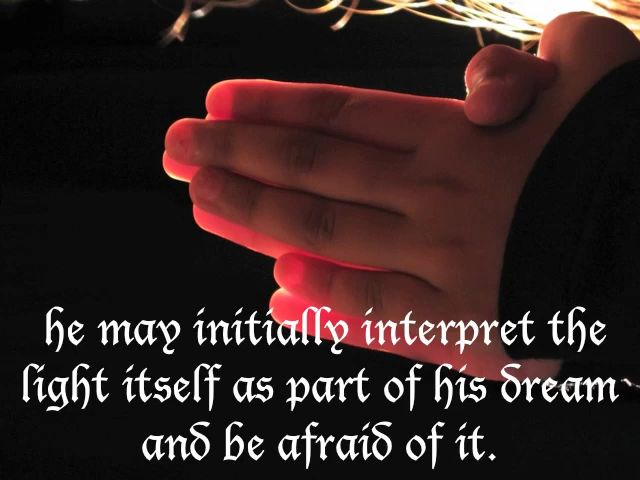 he may initially interpret the
light itself as part of his dream
and be afraid of it.